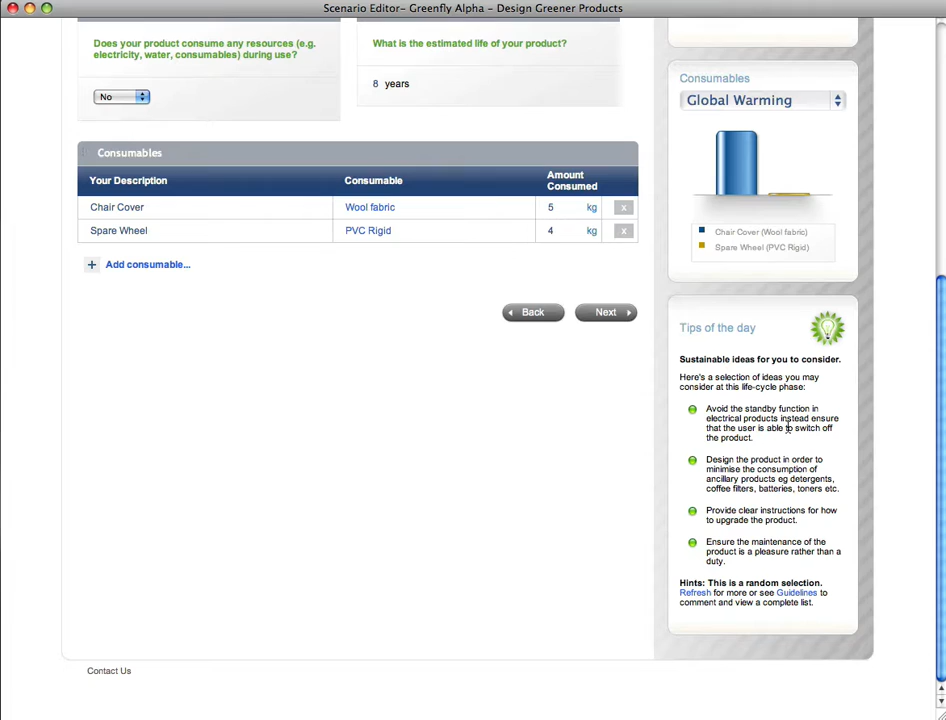 Scenario Editor- Greenfly Alpha - Design Greener Products
Does your product consume any resources (e.g.
electricity, water, consumables) during use?
No
What is the estimated life of your product?
8 years
Consumables
Your Description Consumable Amount
Consumed
Chair Cover Wool fabric 5 kg x
Spare Wheel PVC Rigid 4 kg x
+ Add consumable...
Back Next
Consumables
Global Warming
Chair Cover (Wool fabric)
Spare Wheel (PVC Rigid)
Tips of the day
Sustainable ideas for you to consider.
Here's a selection of ideas you may
consider at this life-cycle phase:
Avoid the standby function in
electrical products instead ensure
that the user is able to switch off
the product.
Design the product in order to
minimise the consumption of
ancillary products eg detergents,
coffee filters, batteries, toners etc.
Provide clear instructions for how
to upgrade the product.
Ensure the maintenance of the
product is a pleasure rather than a
duty.
Hints: This is a random selection.
Refresh for more or see Guidelines to
comment and view a complete list.
Contact Us